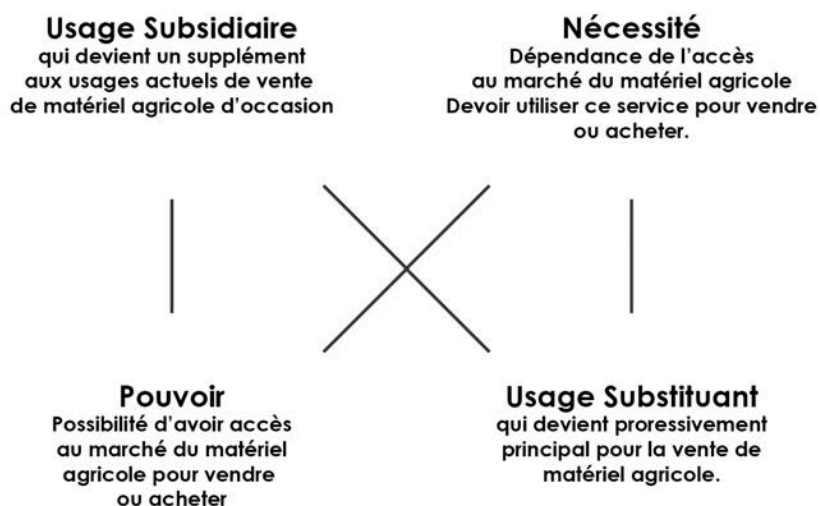 Usage Subsidiaire
qui devient un supplément
aux usages actuels de vente
de matériel agricole d'occasion
Nécessité
Dépendance de l'accès
au marché du matériel agricole
Devoir utiliser ce service pour vendre
ou acheter.
Pouvoir
Possibilité d'avoir accès
au marché du matériel
agricole pour vendre
ou acheter
Usage Substituant
qui devient proressivement
principal pour la vente de
matériel agricole.